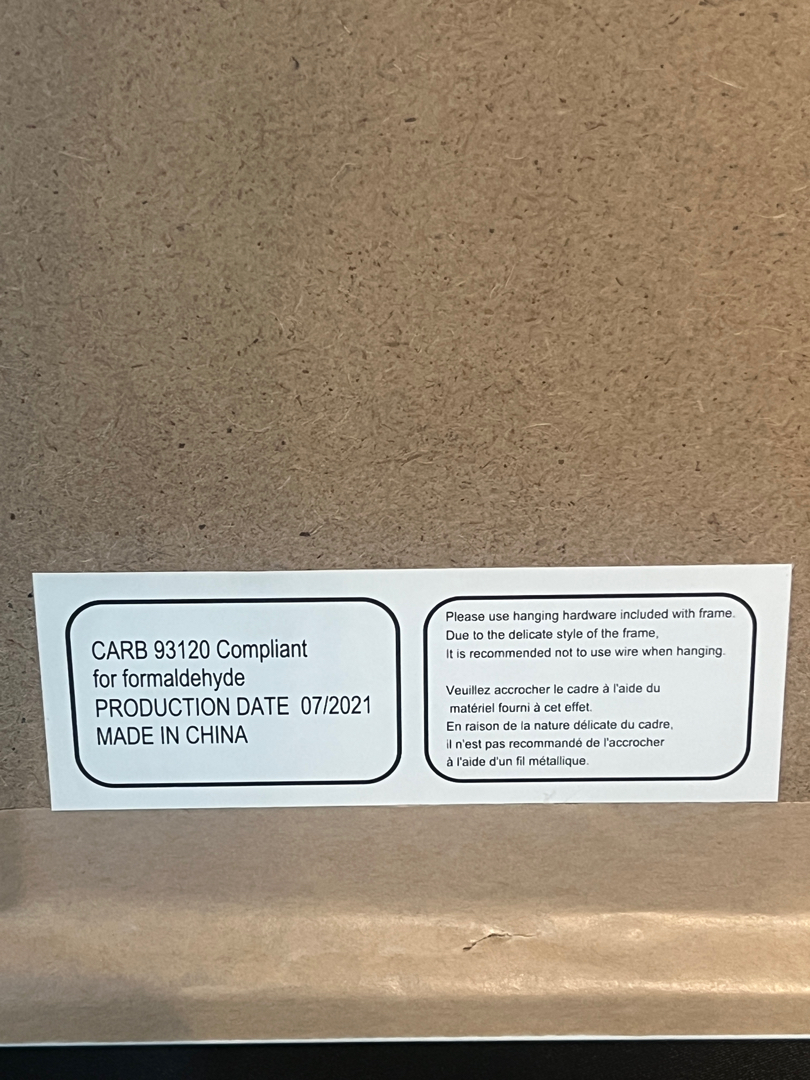 CARB 93120 Compliant
for formaldehyde
PRODUCTION DATE 07/2021
MADE IN CHINA
Please use hanging hardware included with frame.
Due to the delicate style of the frame,
It is recommended not to use wire when hanging.
Veuillez accrocher le cadre à l'aide du
matériel fourni à cet effet.
En raison de la nature délicate du cadre,
il n'est pas recommandé de l'accrocher
à l'aide d'un fil métallique.